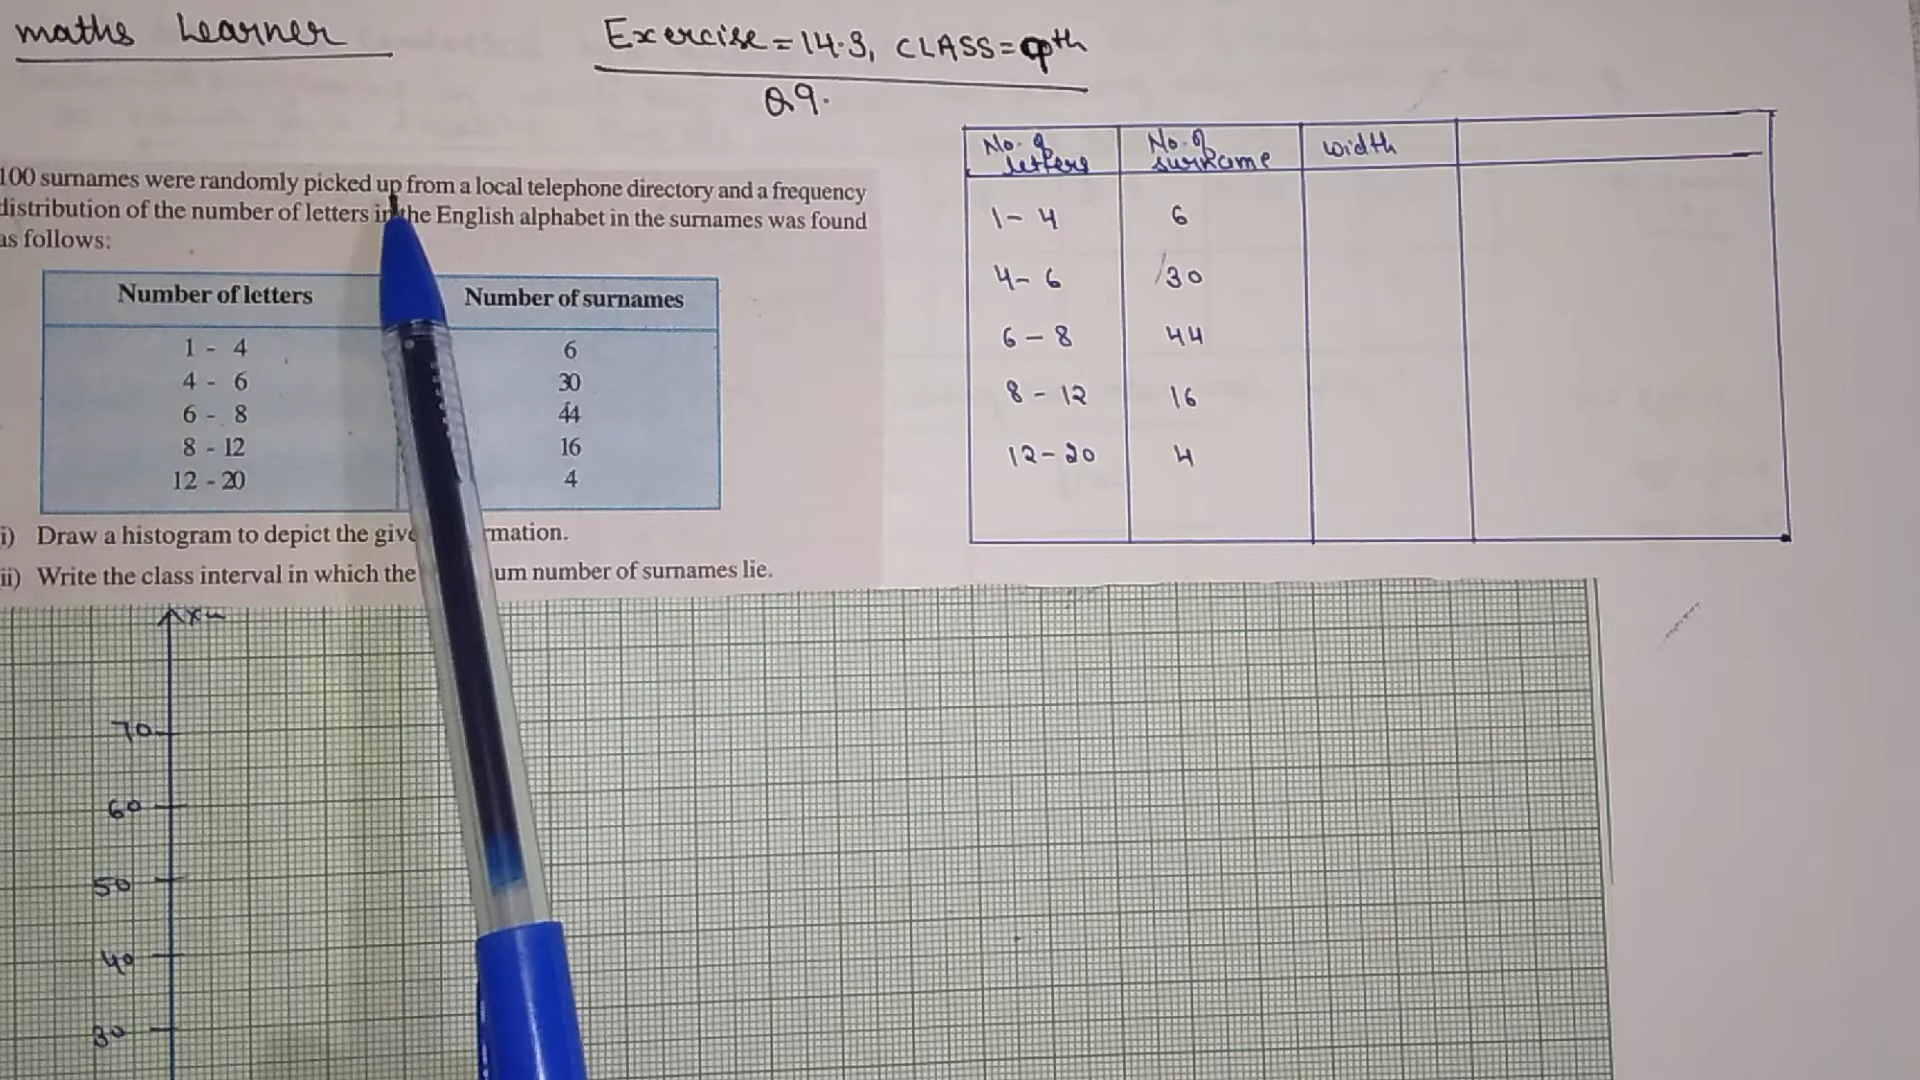 maths Learner
Exercise = 14.3, CLASS = 9th
Q9.
100 surnames were randomly picked up from a local telephone directory and a frequency
distribution of the number of letters in the English alphabet in the surnames was found
as follows:
Number of letters Number of surnames
1 - 4 6
4 - 6 30
6 - 8 44
8 - 12 16
12 - 20 4
i) Draw a histogram to depict the give mation.
ii) Write the class interval in which the um number of surnames lie.
No. of letters No. of surname width
1 - 4 6
4 - 6 30
6 - 8 44
8 - 12 16
12 - 20 4
70
60
50
40
30